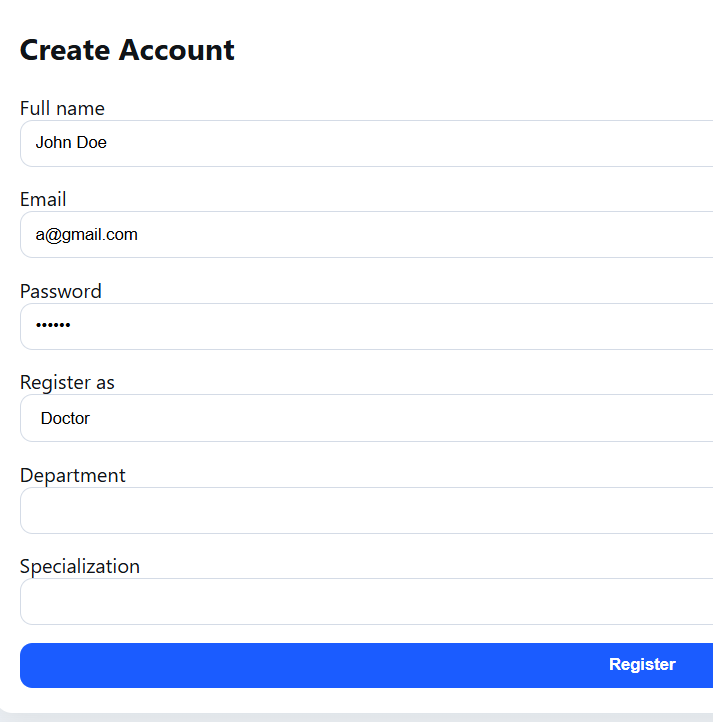 Create Account
Full name
John Doe
Email
a@gmail.com
Password
••••••
Register as
Doctor
Department
Specialization
Register